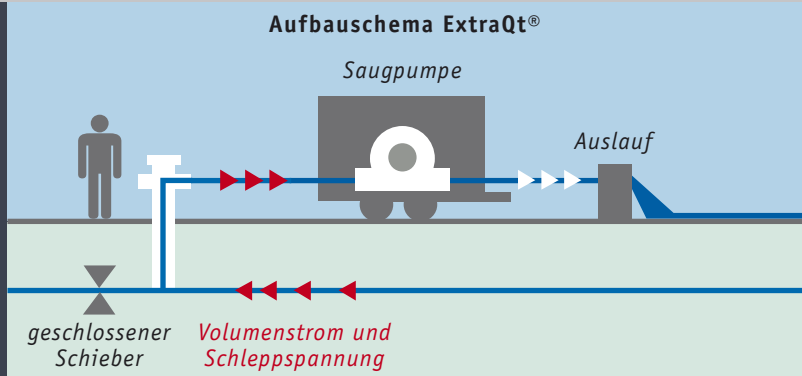 Aufbauschema ExtraQt®
Saugpumpe
Auslauf
geschlossener
Schieber
Volumenstrom und
Schleppspannung